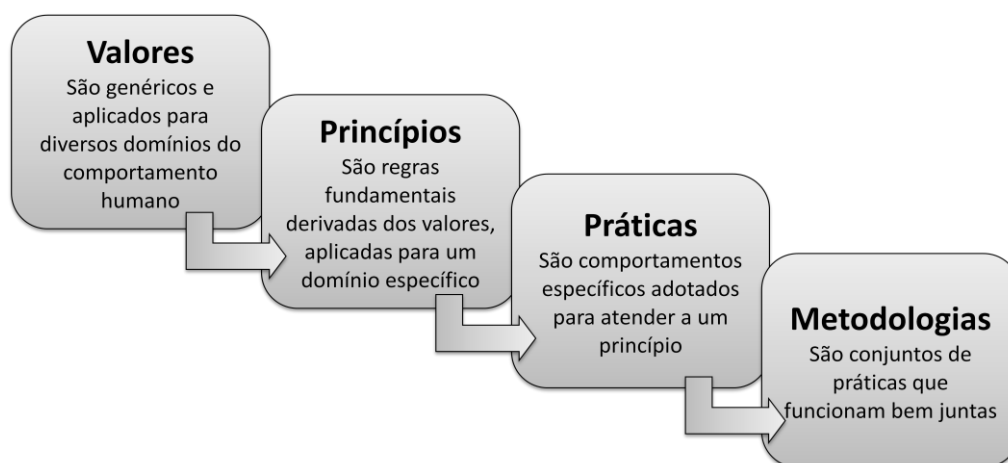 Valores
São genéricos e
aplicados para
diversos domínios do
comportamento
humano
Princípios
São regras
fundamentais
derivadas dos valores,
aplicadas para um
domínio específico
Práticas
São comportamentos
específicos adotados
para atender a um
princípio
Metodologias
São conjuntos de
práticas que
funcionam bem juntas